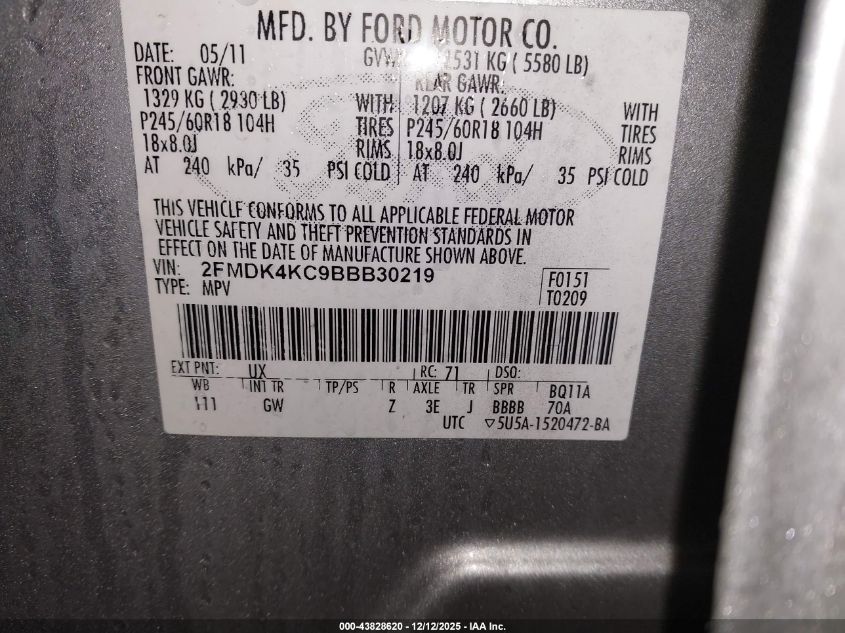 MFD. BY FORD MOTOR CO.
DATE: 05/11 2531 KG ( 5580 LB)
FRONT GAWR: REAR GAWR:
1329 KG ( 2930 LB) WITH 1207 KG ( 2660 LB) WITH
P245/60R18 104H TIRES P245/60R18 104H TIRES
18x8.0J RIMS 18x8.0J RIMS
AT 240 kPa/ 35 PSI COLD AT 240 kPa/ 35 PSI COLD
THIS VEHICLE CONFORMS TO ALL APPLICABLE FEDERAL MOTOR
VEHICLE SAFETY AND THEFT PREVENTION STANDARDS IN
EFFECT ON THE DATE OF MANUFACTURE SHOWN ABOVE.
VIN: 2FMDK4KC9BBB30219 F0151
TYPE: MPV T0209
EXT PNT: UX RC: 71 DSO:
WB INT TR TP/PS R AXLE TR SPR BQ11A
111 GW Z 3E J BBBB 70A
UTC ▽5U5A-1520472-BA
000-43828620 - 12/12/2025 - IAA Inc.